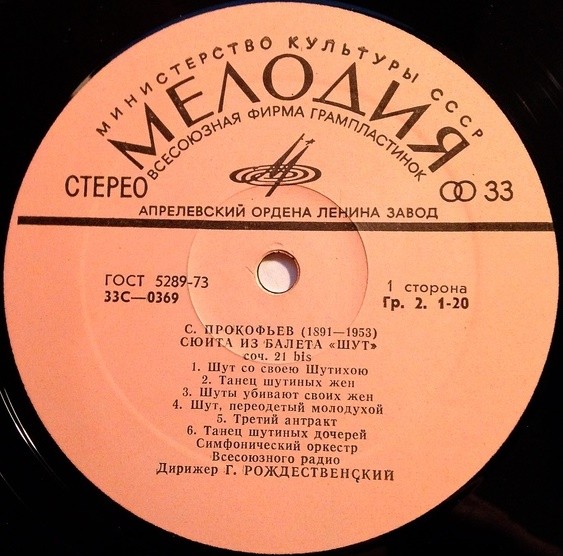 МИНИСТЕРСТВО КУЛЬТУРЫ СССР
МЕЛОДИЯ
ВСЕСОЮЗНАЯ ФИРМА ГРАМПЛАСТИНОК
СТЕРЕО 33
АПРЕЛЕВСКИЙ ОРДЕНА ЛЕНИНА ЗАВОД
ГОСТ 5289-73
33С—0369
1 сторона
Гр. 2. 1-20
С. ПРОКОФЬЕВ (1891—1953)
СЮИТА ИЗ БАЛЕТА «ШУТ»
соч. 21 bis
1. Шут со своею Шутихою
2. Танец шутиных жен
3. Шуты убивают своих жен
4. Шут, переодетый молодухой
5. Третий антракт
6. Танец шутиных дочерей
Симфонический оркестр
Всесоюзного радио
Дирижер Г. РОЖДЕСТВЕНСКИЙ